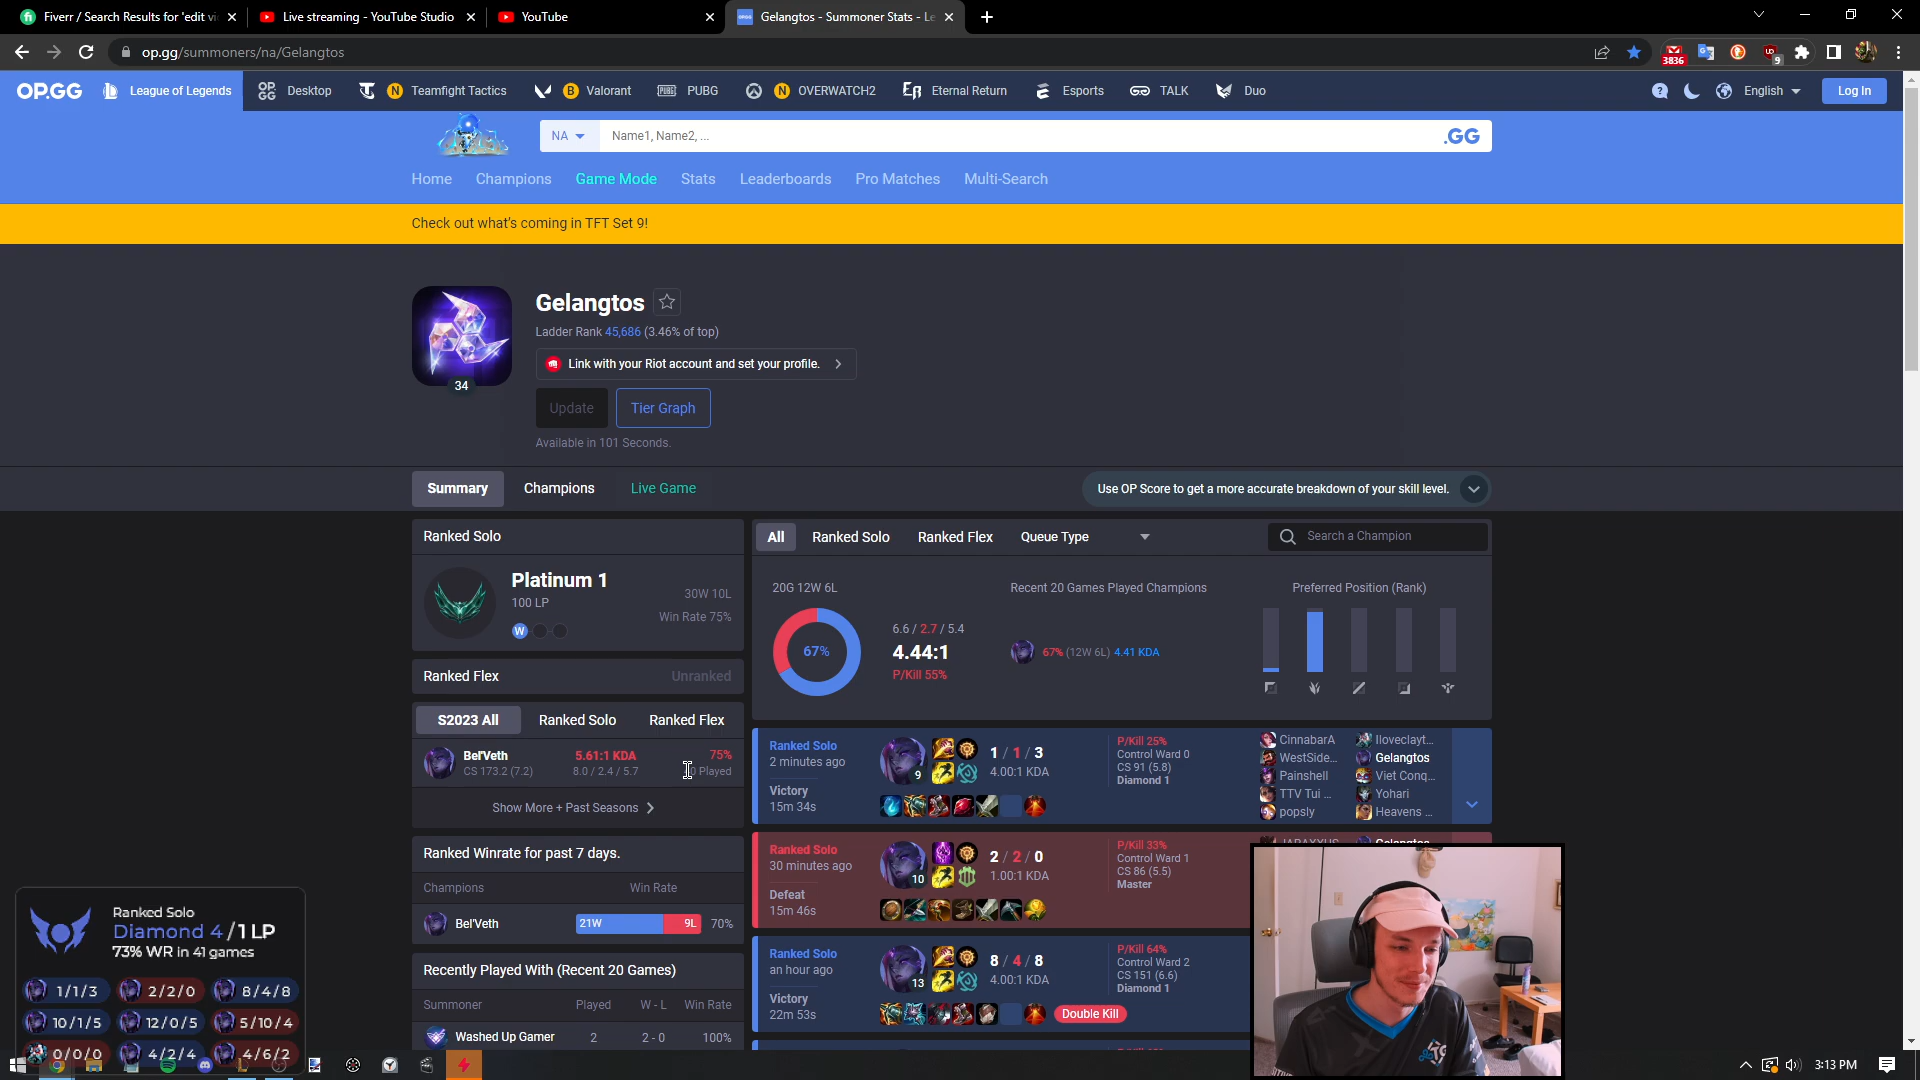 Fiverr / Search Results for 'edit vi
Live streaming - YouTube Studio
YouTube
Gelangtos - Summoner Stats - Le
op.gg/summoners/na/Gelangtos
3836
9
OP.GG
League of Legends
OP GG Desktop
N Teamfight Tactics
B Valorant
PUBG
N OVERWATCH2
Eternal Return
Esports
TALK
Duo
English
Log In
NA
Name1, Name2, ...
.GG
Home
Champions
Game Mode
Stats
Leaderboards
Pro Matches
Multi-Search
Check out what's coming in TFT Set 9!
34
Gelangtos
Ladder Rank 45,686 (3.46% of top)
Link with your Riot account and set your profile.
Update
Tier Graph
Available in 101 Seconds.
Summary
Champions
Live Game
Use OP Score to get a more accurate breakdown of your skill level.
Ranked Solo
Platinum 1
100 LP
30W 10L
Win Rate 75%
W
Ranked Flex
Unranked
S2023 All
Ranked Solo
Ranked Flex
Bel'Veth
CS 173.2 (7.2)
5.61:1 KDA
8.0 / 2.4 / 5.7
75%
0 Played
Show More + Past Seasons
Ranked Winrate for past 7 days.
Champions
Win Rate
Bel'Veth
21W
9L
70%
Recently Played With (Recent 20 Games)
Summoner
Played
W - L
Win Rate
Washed Up Gamer
2
2 - 0
100%
All
Ranked Solo
Ranked Flex
Queue Type
Search a Champion
20G 12W 6L
67%
6.6 / 2.7 / 5.4
4.44:1
P/Kill 55%
Recent 20 Games Played Champions
67% (12W 6L) 4.41 KDA
Preferred Position (Rank)
Ranked Solo
2 minutes ago
Victory
15m 34s
9
1 / 1 / 3
4.00:1 KDA
P/Kill 25%
Control Ward 0
CS 91 (5.8)
Diamond 1
CinnabarA
WestSide...
Painshell
TTV Tui ...
popsly
Iloveclayt...
Gelangtos
Viet Conq...
Yohari
Heavens ...
Ranked Solo
30 minutes ago
Defeat
15m 46s
10
2 / 2 / 0
1.00:1 KDA
P/Kill 33%
Control Ward 1
CS 86 (5.5)
Master
Ranked Solo
an hour ago
Victory
22m 53s
13
8 / 4 / 8
4.00:1 KDA
P/Kill 64%
Control Ward 2
CS 151 (6.6)
Diamond 1
Double Kill
Ranked Solo
Diamond 4 / 1 LP
73% WR in 41 games
1/1/3
2/2/0
8/4/8
10/1/5
12/0/5
5/10/4
0/0/0
4/2/4
4/6/2
3:13 PM